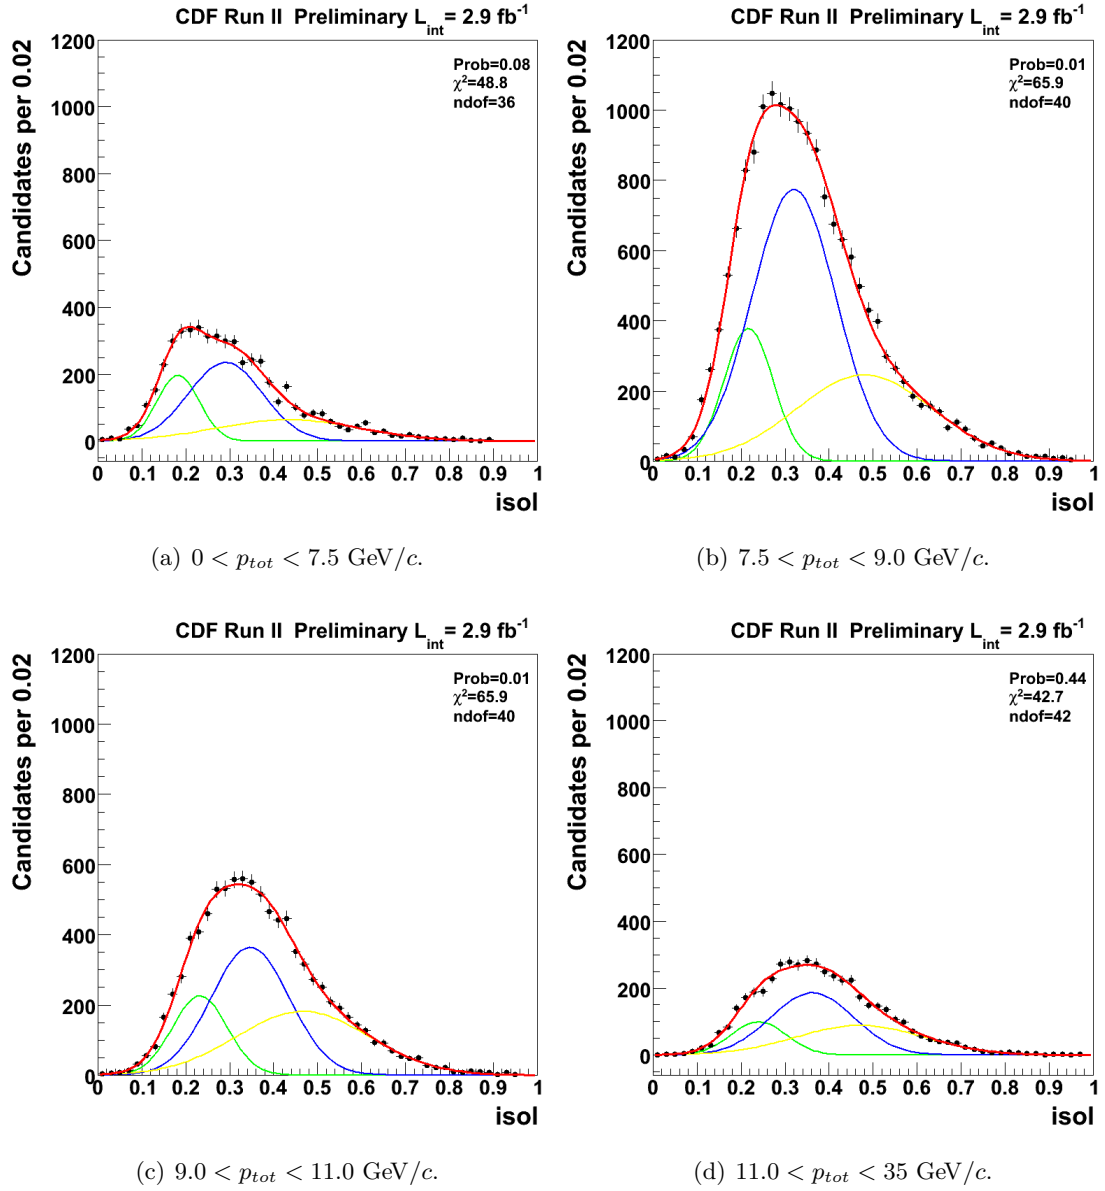 CDF Run II Preliminary L_int = 2.9 fb^-1
Candidates per 0.02
Prob=0.08
χ²=48.8
ndof=36
1200
1000
800
600
400
200
0
0 0.1 0.2 0.3 0.4 0.5 0.6 0.7 0.8 0.9 1
isol
(a) 0 < p_tot < 7.5 GeV/c.
CDF Run II Preliminary L_int = 2.9 fb^-1
Candidates per 0.02
Prob=0.01
χ²=65.9
ndof=40
1200
1000
800
600
400
200
0
0 0.1 0.2 0.3 0.4 0.5 0.6 0.7 0.8 0.9 1
isol
(b) 7.5 < p_tot < 9.0 GeV/c.
CDF Run II Preliminary L_int = 2.9 fb^-1
Candidates per 0.02
Prob=0.01
χ²=65.9
ndof=40
1200
1000
800
600
400
200
0
0 0.1 0.2 0.3 0.4 0.5 0.6 0.7 0.8 0.9 1
isol
(c) 9.0 < p_tot < 11.0 GeV/c.
CDF Run II Preliminary L_int = 2.9 fb^-1
Candidates per 0.02
Prob=0.44
χ²=42.7
ndof=42
1200
1000
800
600
400
200
0
0 0.1 0.2 0.3 0.4 0.5 0.6 0.7 0.8 0.9 1
isol
(d) 11.0 < p_tot < 35 GeV/c.